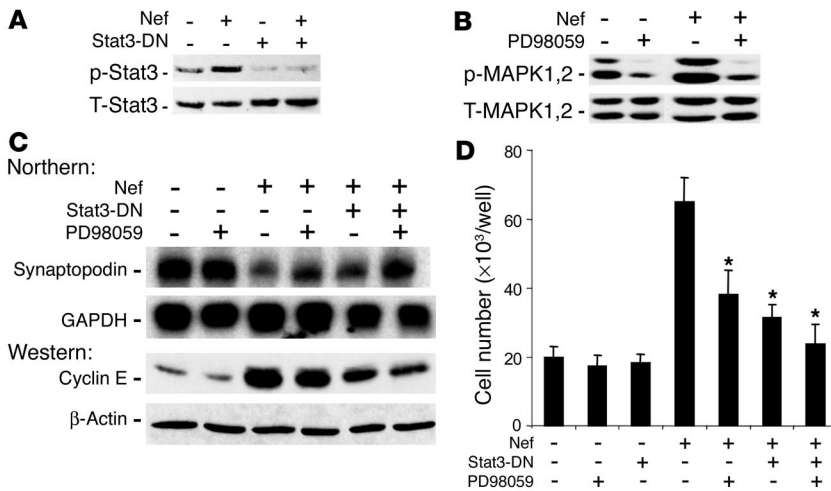 A
Nef - + - +
Stat3-DN - - + +
p-Stat3 -
T-Stat3 -
B
Nef - - + +
PD98059 - + - +
p-MAPK1,2 -
T-MAPK1,2 -
C
Northern:
Nef - - + + + +
Stat3-DN - - - - + +
PD98059 - + - + - +
Synaptopodin -
GAPDH -
Western:
Cyclin E -
β-Actin -
D
Cell number (×10³/well)
80
60
40
20
0
* * *
Nef - - - + + + +
Stat3-DN - - + - - + +
PD98059 - + - - + - +